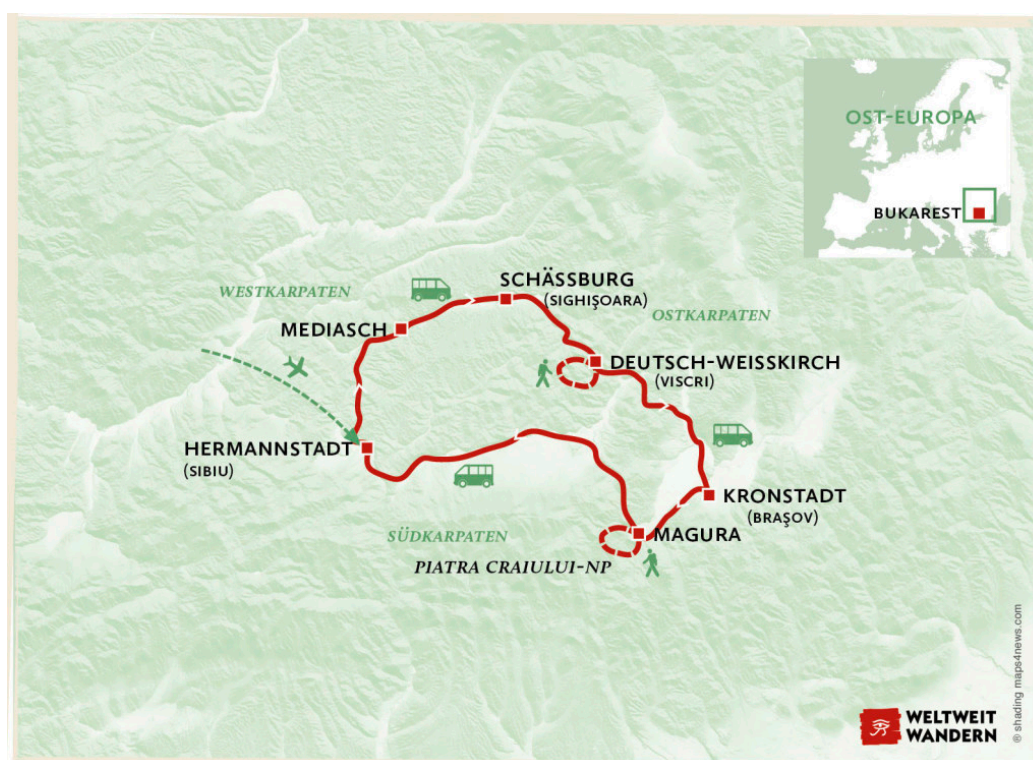 OST-EUROPA
BUKAREST
SCHÄSSBURG
(SIGHIŞOARA)
WESTKARPATEN
OSTKARPATEN
MEDIASCH
DEUTSCH-WEISSKIRCH
(VISCRI)
HERMANNSTADT
(SIBIU)
KRONSTADT
(BRAŞOV)
SÜDKARPATEN
MAGURA
PIATRA CRAIULUI-NP
WELTWEIT
WANDERN
® shading maps4news.com